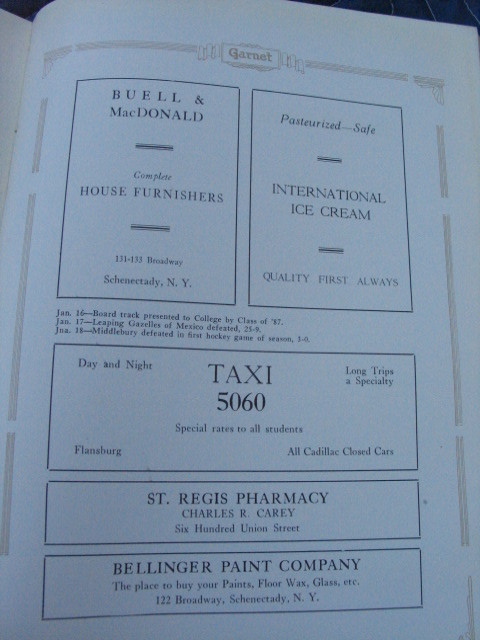 Garnet
BUELL &
MacDONALD
Complete
HOUSE FURNISHERS
131-133 Broadway
Schenectady, N. Y.
Pasteurized—Safe
INTERNATIONAL
ICE CREAM
QUALITY FIRST ALWAYS
Jan. 16—Board track presented to College by Class of '87.
Jan. 17—Leaping Gazelles of Mexico defeated, 25-9.
Jna. 18—Middlebury defeated in first hockey game of season, 3-0.
Day and Night
TAXI
5060
Long Trips
a Specialty
Special rates to all students
Flansburg
All Cadillac Closed Cars
ST. REGIS PHARMACY
CHARLES R. CAREY
Six Hundred Union Street
BELLINGER PAINT COMPANY
The place to buy your Paints, Floor Wax, Glass, etc.
122 Broadway, Schenectady, N. Y.